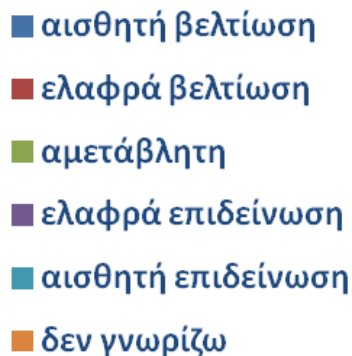 αισθητή βελτίωση
ελαφρά βελτίωση
αμετάβλητη
ελαφρά επιδείνωση
αισθητή επιδείνωση
δεν γνωρίζω